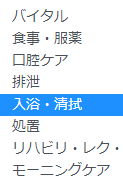 バイタル
食事・服薬
口腔ケア
排泄
入浴・清拭
処置
リハビリ・レク・
モーニングケア